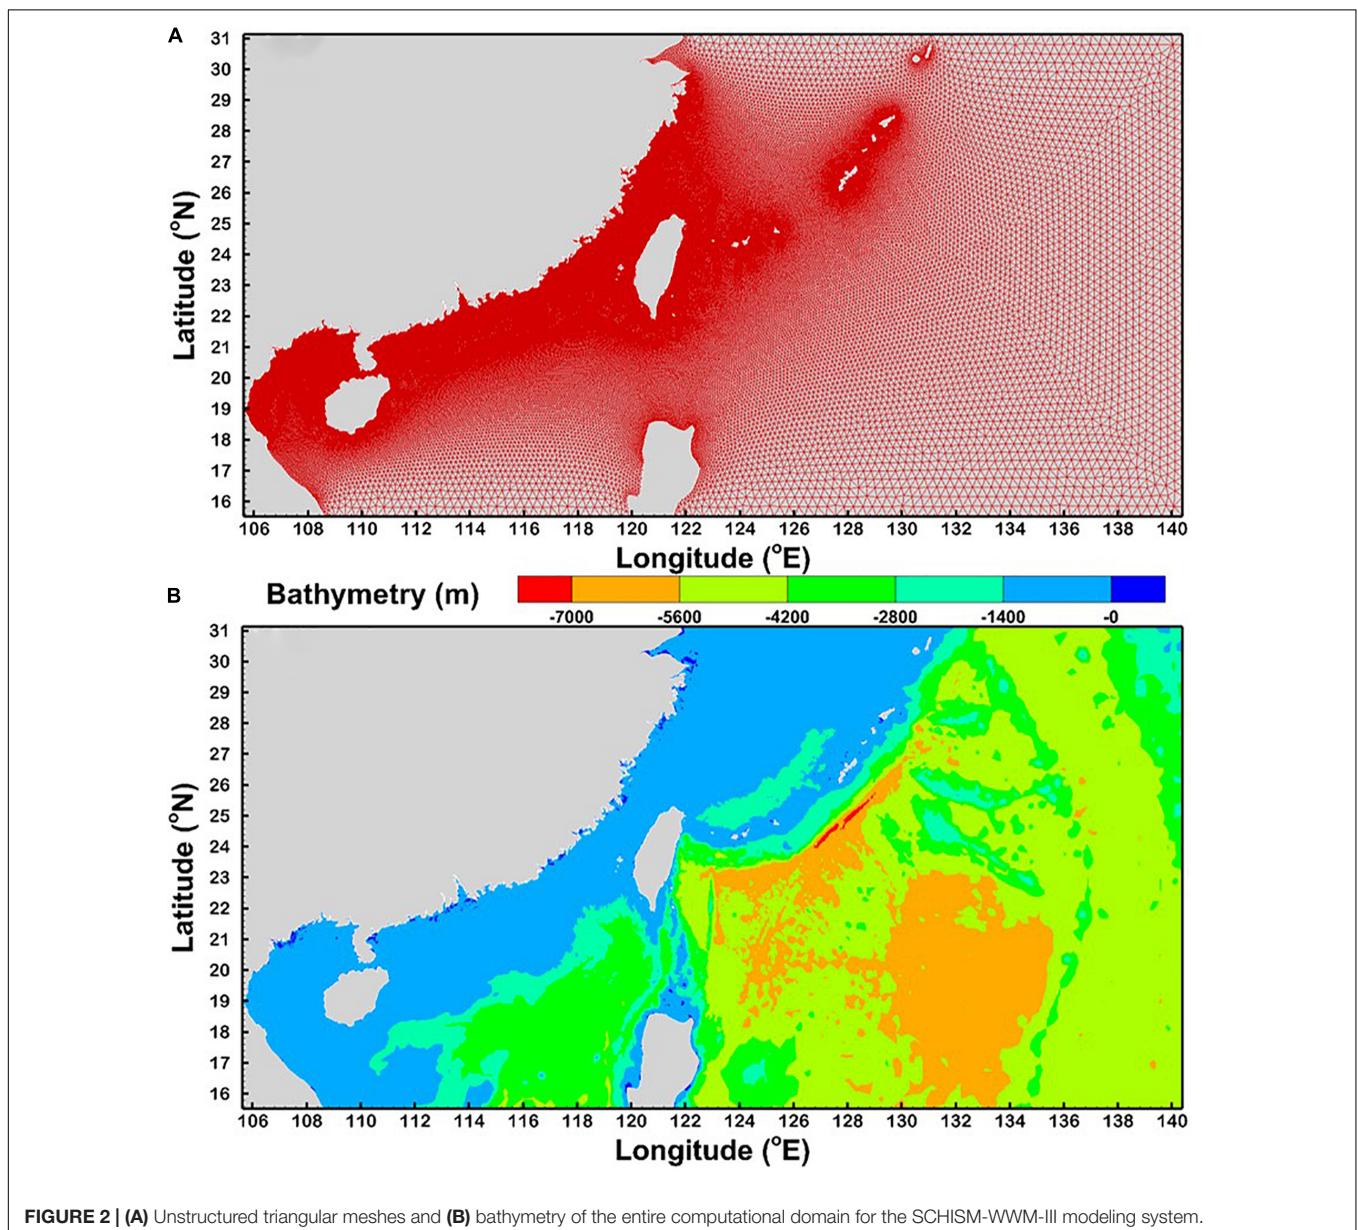 A
31
30
29
28
27
26
25
24
23
22
21
20
19
18
17
16
Latitude (°N)
106 108 110 112 114 116 118 120 122 124 126 128 130 132 134 136 138 140
Longitude (°E)
B
Bathymetry (m)
-7000 -5600 -4200 -2800 -1400 -0
31
30
29
28
27
26
25
24
23
22
21
20
19
18
17
16
Latitude (°N)
106 108 110 112 114 116 118 120 122 124 126 128 130 132 134 136 138 140
Longitude (°E)
FIGURE 2 | (A) Unstructured triangular meshes and (B) bathymetry of the entire computational domain for the SCHISM-WWM-III modeling system.